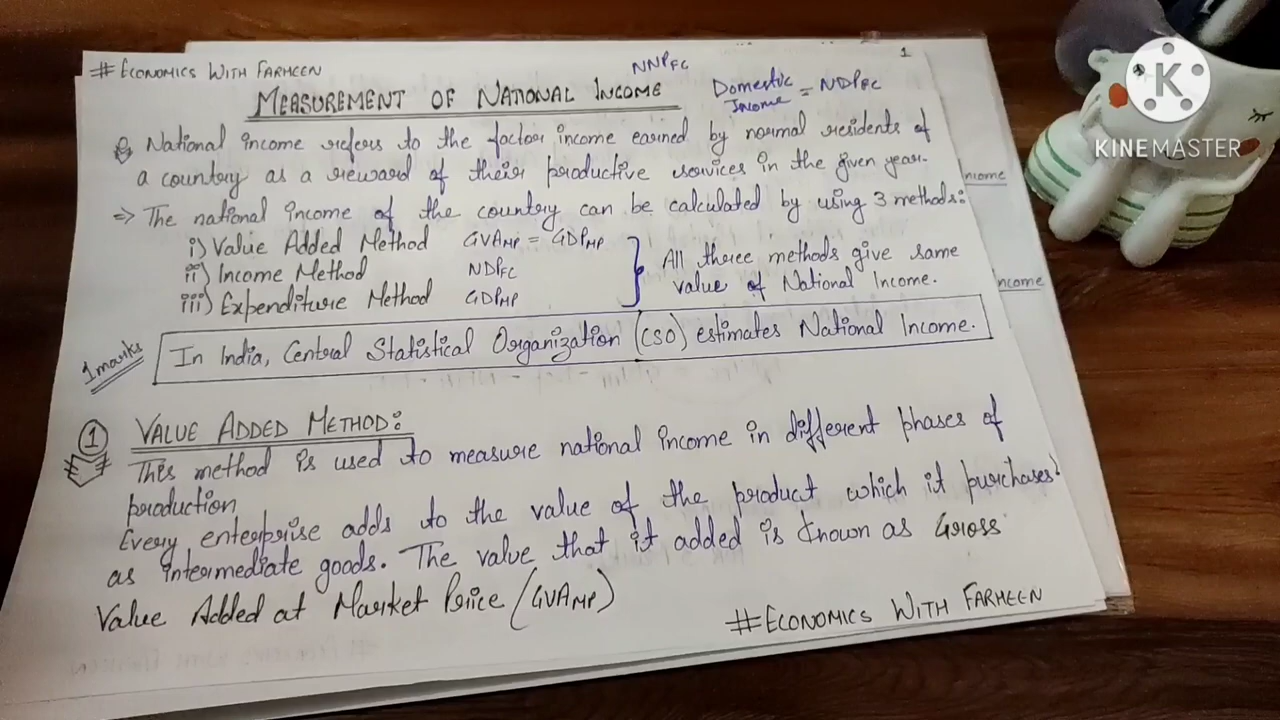 # ECONOMICS WITH FARHEEN
1
MEASUREMENT OF NATIONAL INCOME
NNPFC
Domestic Income = NDPFC
National income refers to the factor income earned by normal residents of
a country as a reward of their productive services in the given year.
⇒ The national income of the country can be calculated by using 3 methods:
i) Value Added Method GVAMP = GDPMP
ii) Income Method NDPFC
iii) Expenditure Method GDPMP
All three methods give same
value of National Income.
1marks
In India, Central Statistical Organization (CSO) estimates National Income.
1 VALUE ADDED METHOD:
This method is used to measure national income in different phases of
production
Every enterprise adds to the value of the product which it purchases
as intermediate goods. The value that it added is known as Gross
Value Added at Market Price (GVAMP)
# ECONOMICS WITH FARHEEN
ncome
ncome
K
KINEMASTER